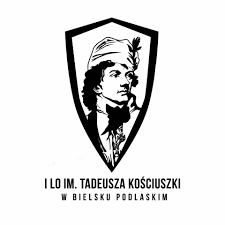 I LO IM. TADEUSZA KOŚCIUSZKI
W BIELSKU PODLASKIM